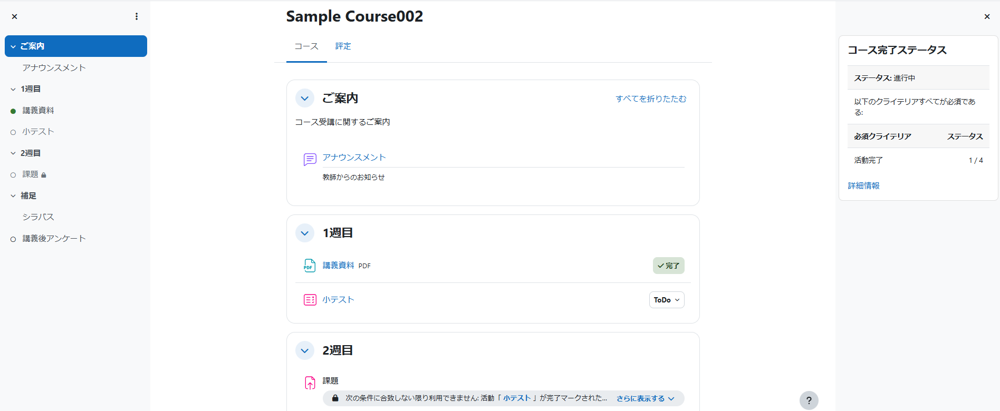 Sample Course002
コース 評定
ご案内
アナウンスメント
1週目
講義資料
小テスト
2週目
課題
補足
シラバス
講義後アンケート
ご案内
すべてを折りたたむ
コース受講に関するご案内
アナウンスメント
教師からのお知らせ
1週目
講義資料 PDF
完了
小テスト
ToDo
2週目
課題
次の条件に合致しない限り利用できません: 活動「 小テスト 」が完了マークされた... さらに表示する
コース完了ステータス
ステータス: 進行中
以下のクライテリアすべてが必須であ
る:
必須クライテリア ステータス
活動完了 1 / 4
詳細情報
?